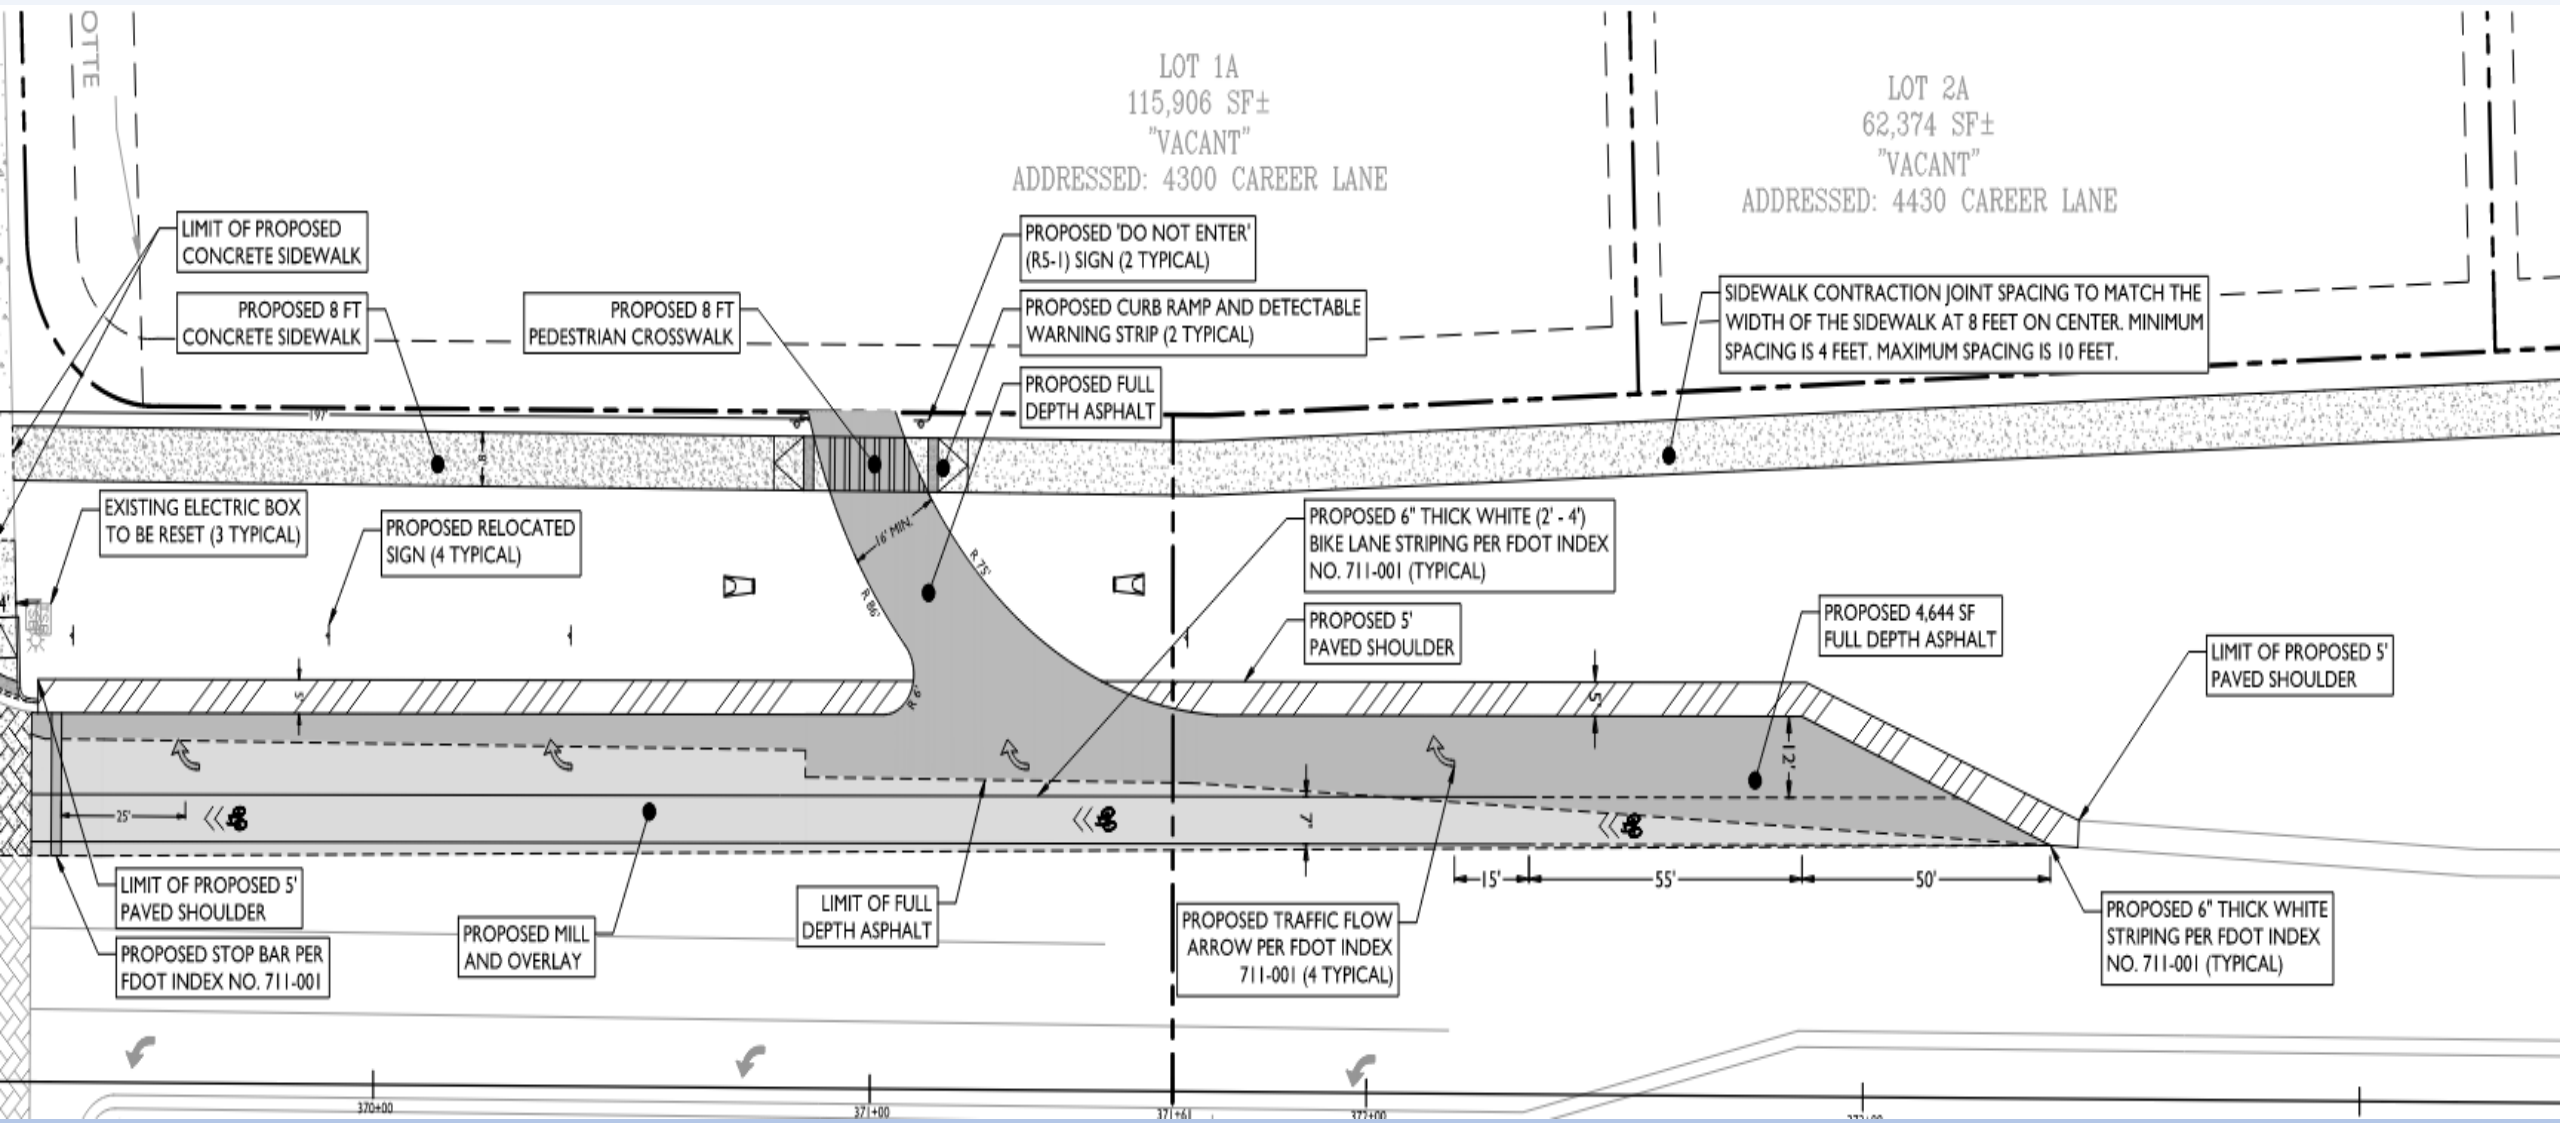 OTTE
LOT 1A
115,906 SF±
"VACANT"
ADDRESSED: 4300 CAREER LANE
LOT 2A
62,374 SF±
"VACANT"
ADDRESSED: 4430 CAREER LANE
LIMIT OF PROPOSED
CONCRETE SIDEWALK
PROPOSED 8 FT
CONCRETE SIDEWALK
PROPOSED 8 FT
PEDESTRIAN CROSSWALK
PROPOSED 'DO NOT ENTER'
(R5-1) SIGN (2 TYPICAL)
PROPOSED CURB RAMP AND DETECTABLE
WARNING STRIP (2 TYPICAL)
PROPOSED FULL
DEPTH ASPHALT
SIDEWALK CONTRACTION JOINT SPACING TO MATCH THE
WIDTH OF THE SIDEWALK AT 8 FEET ON CENTER. MINIMUM
SPACING IS 4 FEET. MAXIMUM SPACING IS 10 FEET.
197'
8'
EXISTING ELECTRIC BOX
TO BE RESET (3 TYPICAL)
PROPOSED RELOCATED
SIGN (4 TYPICAL)
16' MIN.
R 75'
R 86'
PROPOSED 6" THICK WHITE (2' - 4')
BIKE LANE STRIPING PER FDOT INDEX
NO. 711-001 (TYPICAL)
PROPOSED 5'
PAVED SHOULDER
PROPOSED 4,644 SF
FULL DEPTH ASPHALT
LIMIT OF PROPOSED 5'
PAVED SHOULDER
4'
5'
5'
12'
25'
7'
15'
55'
50'
LIMIT OF PROPOSED 5'
PAVED SHOULDER
PROPOSED STOP BAR PER
FDOT INDEX NO. 711-001
PROPOSED MILL
AND OVERLAY
LIMIT OF FULL
DEPTH ASPHALT
PROPOSED TRAFFIC FLOW
ARROW PER FDOT INDEX
711-001 (4 TYPICAL)
PROPOSED 6" THICK WHITE
STRIPING PER FDOT INDEX
NO. 711-001 (TYPICAL)
370+00
371+00
371+61
372+00